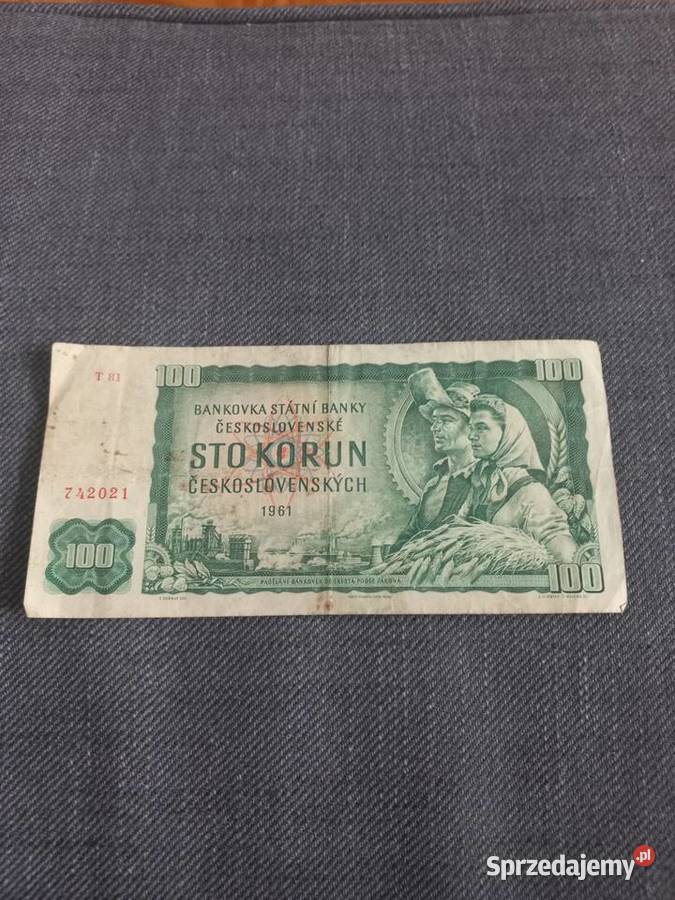 T 81
100
100
BANKOVKA STÁTNÍ BANKY
ČESKOSLOVENSKÉ
STO KORUN
ČESKOSLOVENSKÝCH
1961
742021
100
100
PADĚLÁNÍ BANKOVEK SE TRESTÁ PODLE ZÁKONA
Sprzedajemy.pl